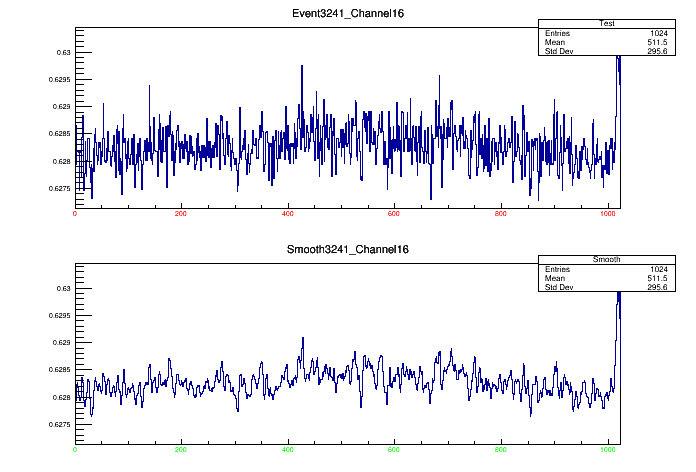 Event3241_Channel16
Test
Entries 1024
Mean 511.5
Std Dev 295.6
0.63
0.6295
0.629
0.6285
0.628
0.6275
0 200 400 600 800 1000
Smooth3241_Channel16
Smooth
Entries 1024
Mean 511.5
Std Dev 295.6
0.63
0.6295
0.629
0.6285
0.628
0.6275
0 200 400 600 800 1000